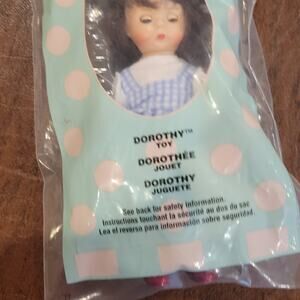 DOROTHY™
TOY
DOROTHÉE
JOUET
DOROTHY
JUGUETE
See back for safety information.
Instructions touchant la sécurité au dos de sac
Lea el reverso para información sobre seguridad.